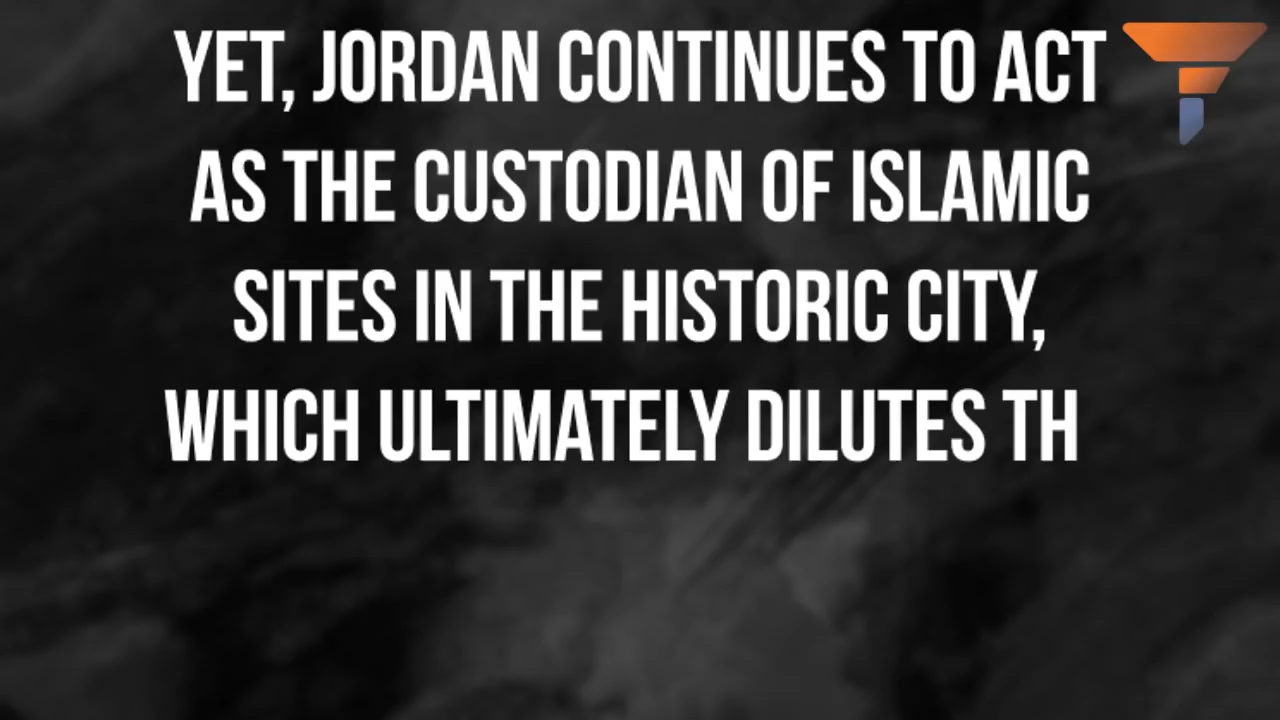 YET, JORDAN CONTINUES TO ACT
AS THE CUSTODIAN OF ISLAMIC
SITES IN THE HISTORIC CITY,
WHICH ULTIMATELY DILUTES TH